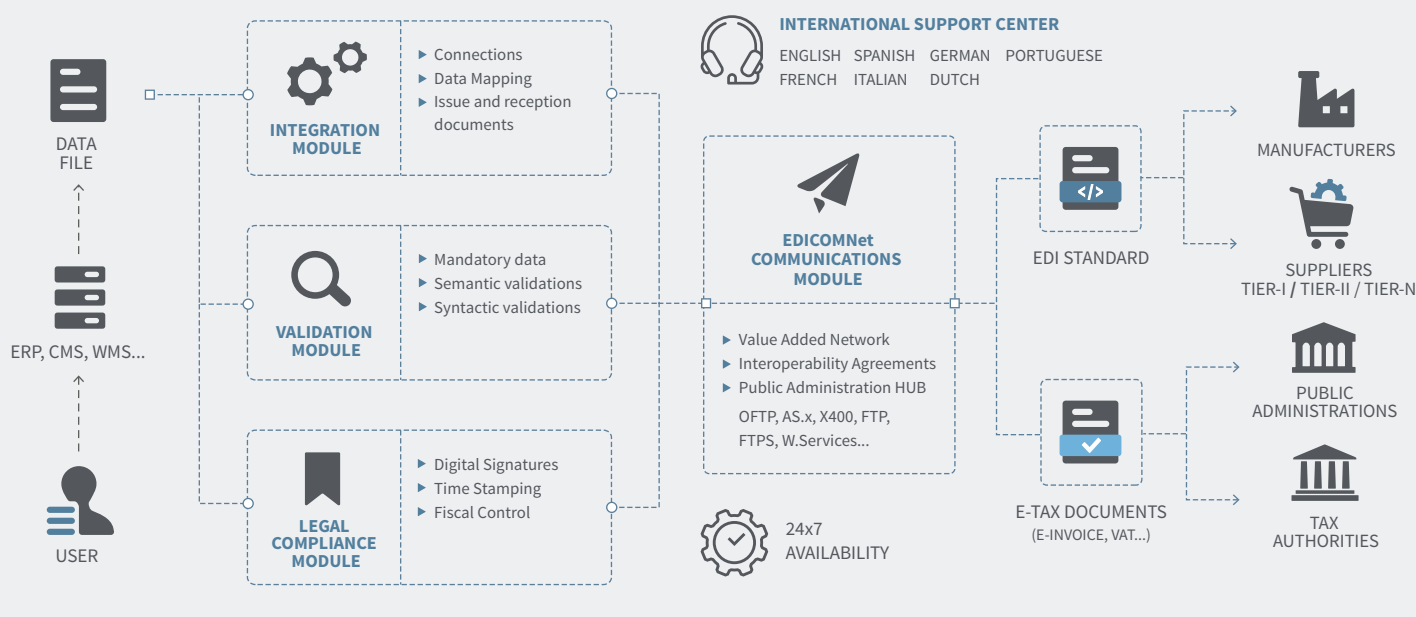 DATA
FILE
ERP, CMS, WMS...
USER
INTEGRATION
MODULE
Connections
Data Mapping
Issue and reception
documents
VALIDATION
MODULE
Mandatory data
Semantic validations
Syntactic validations
LEGAL
COMPLIANCE
MODULE
Digital Signatures
Time Stamping
Fiscal Control
INTERNATIONAL SUPPORT CENTER
ENGLISH SPANISH GERMAN PORTUGUESE
FRENCH ITALIAN DUTCH
EDICOMNet
COMMUNICATIONS
MODULE
Value Added Network
Interoperability Agreements
Public Administration HUB
OFTP, AS.x, X400, FTP,
FTPS, W.Services...
24x7
AVAILABILITY
</>
EDI STANDARD
E-TAX DOCUMENTS
(E-INVOICE, VAT...)
MANUFACTURERS
SUPPLIERS
TIER-I / TIER-II / TIER-N
PUBLIC
ADMINISTRATIONS
TAX
AUTHORITIES